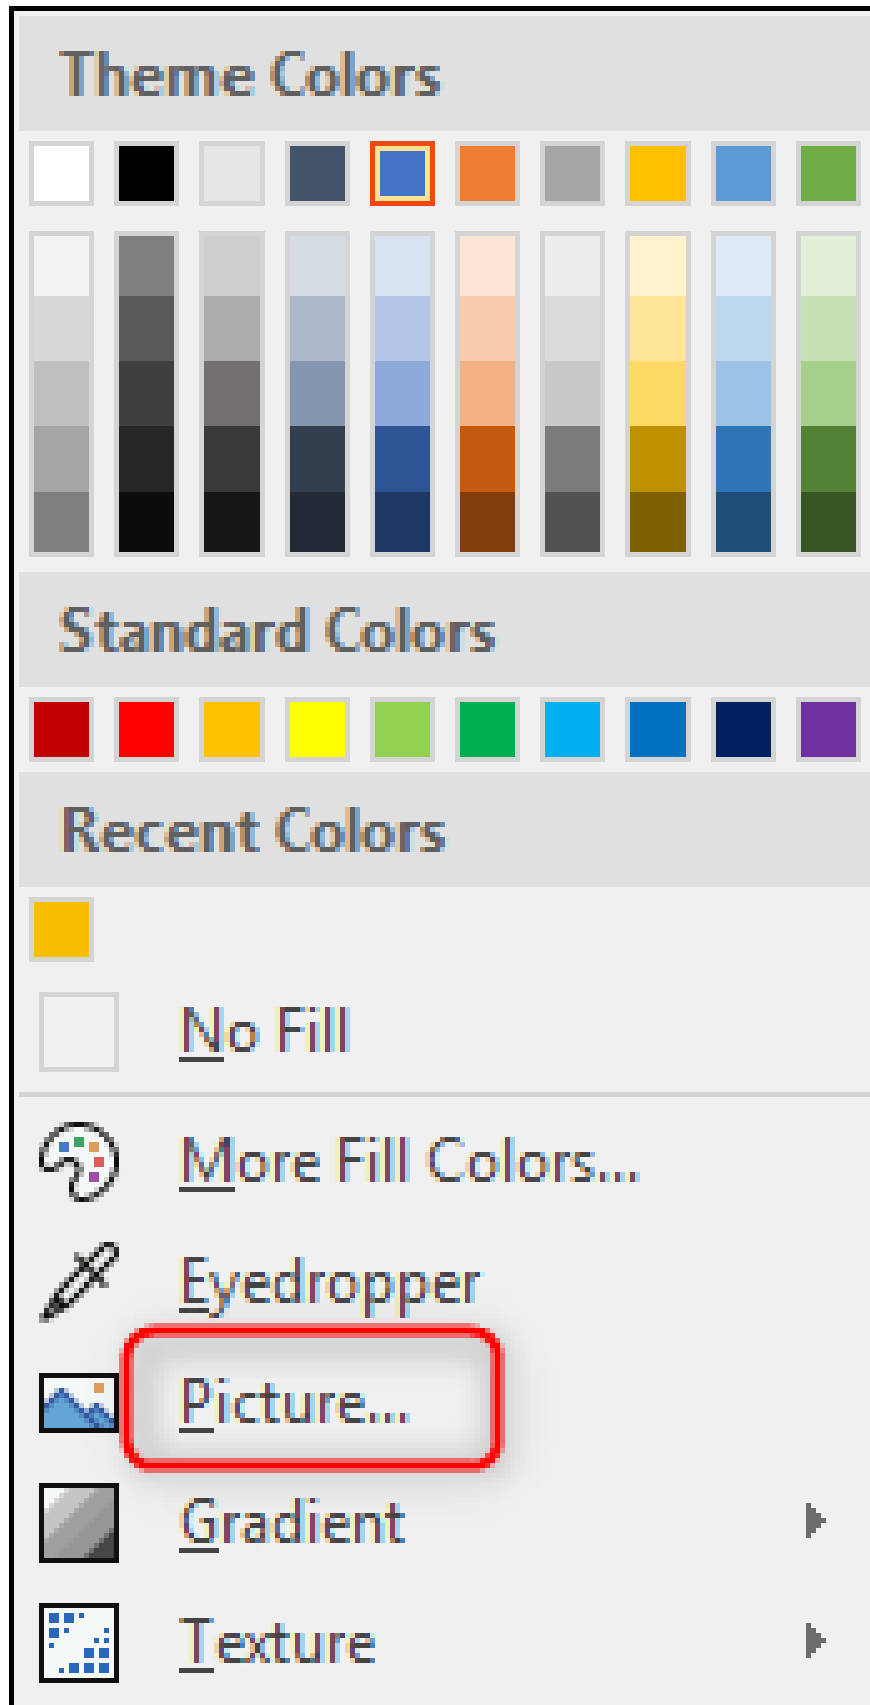 Theme Colors
Standard Colors
Recent Colors
No Fill
More Fill Colors...
Eyedropper
Picture...
Gradient
Texture